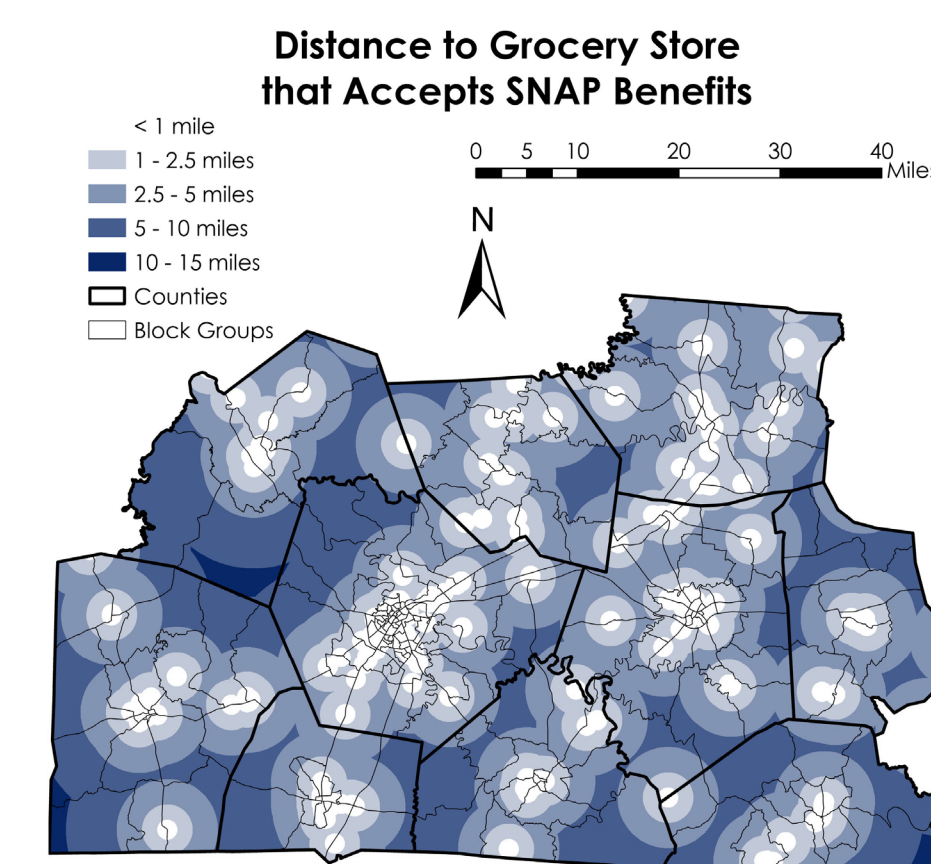 Distance to Grocery Store
that Accepts SNAP Benefits
< 1 mile
1 - 2.5 miles
2.5 - 5 miles
5 - 10 miles
10 - 15 miles
Counties
Block Groups
0 5 10 20 30 40
Miles
N